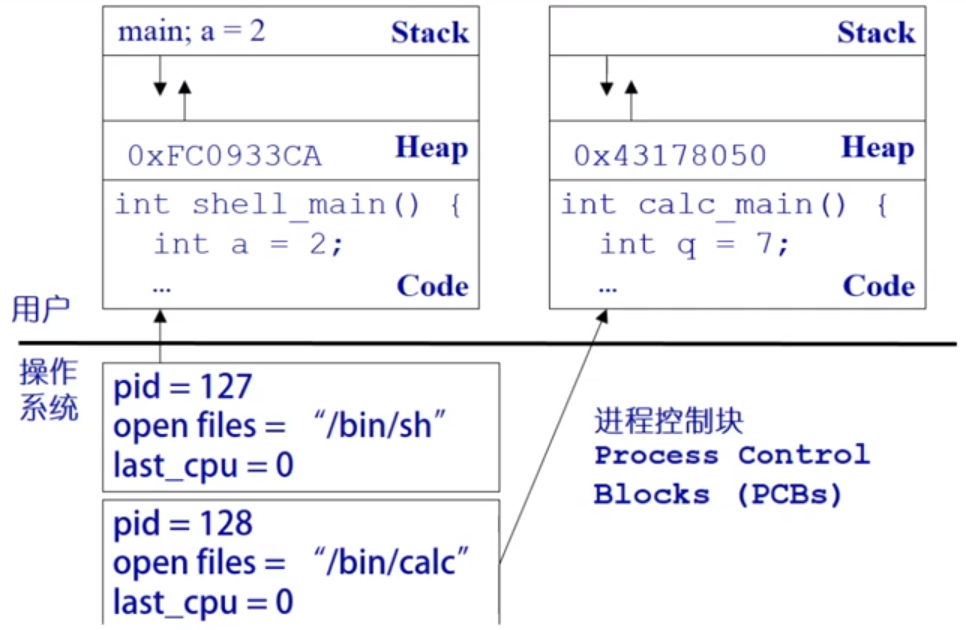 main; a = 2 Stack
0xFC0933CA Heap
int shell_main() {
int a = 2;
... Code
Stack
0x43178050 Heap
int calc_main() {
int q = 7;
... Code
用户
操作
系统
pid = 127
open files = “/bin/sh”
last_cpu = 0
pid = 128
open files = “/bin/calc”
last_cpu = 0
进程控制块
Process Control
Blocks (PCBs)